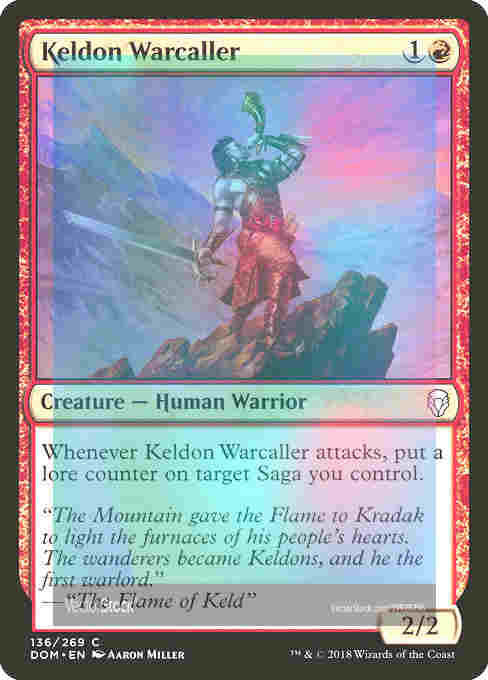 Keldon Warcaller 1
Creature — Human Warrior
Whenever Keldon Warcaller attacks, put a
lore counter on target Saga you control.
“The Mountain gave the Flame to Kradak
to light the furnaces of his people’s hearts.
The wanderers became Keldons, and he the
first warlord.”
—“The Flame of Keld”
VectorStock
2/2
136/269 C
DOM • EN Aaron Miller
™ & © 2018 Wizards of the Coast